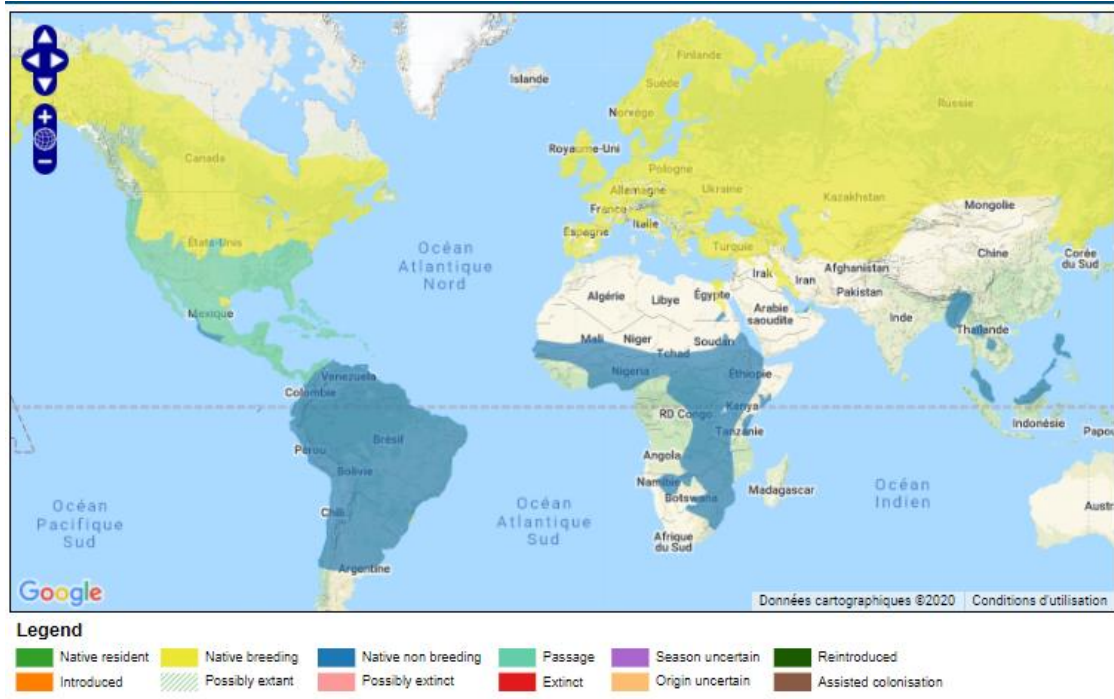 Islande
Finlande
Suède
Norvège
Russie
Canada
Royaume-Uni
Pologne
Allemagne
Ukraine
France
Kazakhstan
Mongolie
Italie
Espagne
Turquie
États-Unis
Océan
Atlantique
Nord
Chine
Corée
du Sud
Irak
Iran
Afghanistan
Pakistan
Algérie
Libye
Égypte
Arabie
saoudite
Inde
Mexique
Mali
Niger
Soudan
Tchad
Thaïlande
Venezuela
Nigeria
Éthiopie
Colombie
RD Congo
Kenya
Indonésie
Papou
Tanzanie
Pérou
Brésil
Angola
Bolivie
Namibie
Botswana
Madagascar
Océan
Indien
Océan
Pacifique
Sud
Chili
Océan
Atlantique
Sud
Afrique
du Sud
Austr
Argentine
Google
Données cartographiques ©2020 Conditions d'utilisation
Legend
Native resident Native breeding Native non breeding Passage Season uncertain Reintroduced
Introduced Possibly extant Possibly extinct Extinct Origin uncertain Assisted colonisation